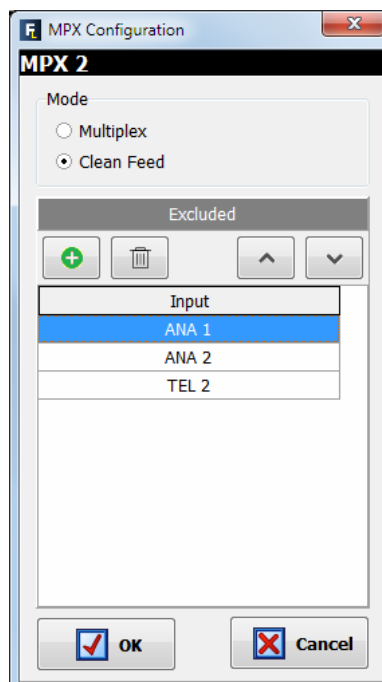 MPX Configuration
MPX 2
Mode
Multiplex
Clean Feed
Excluded
Input
ANA 1
ANA 2
TEL 2
OK
Cancel